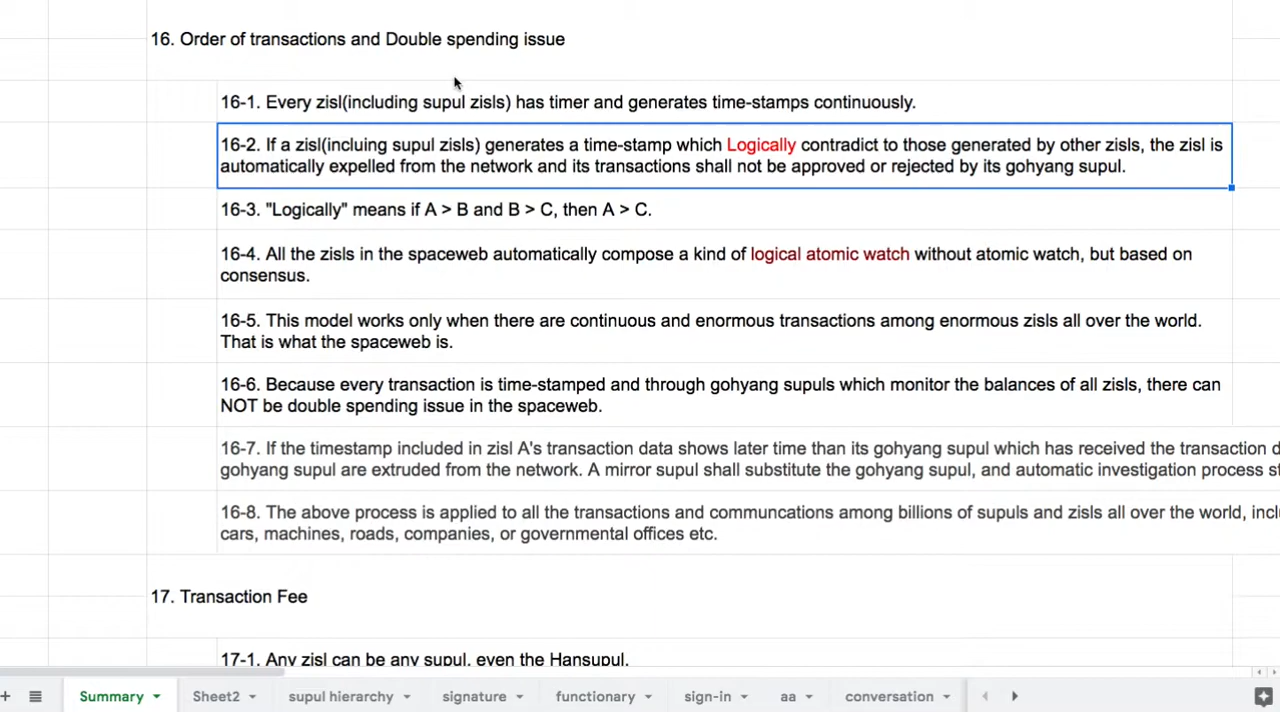 16. Order of transactions and Double spending issue
16-1. Every zisl(including supul zisls) has timer and generates time-stamps continuously.
16-2. If a zisl(incluing supul zisls) generates a time-stamp which Logically contradict to those generated by other zisls, the zisl is
automatically expelled from the network and its transactions shall not be approved or rejected by its gohyang supul.
16-3. "Logically" means if A > B and B > C, then A > C.
16-4. All the zisls in the spaceweb automatically compose a kind of logical atomic watch without atomic watch, but based on
consensus.
16-5. This model works only when there are continuous and enormous transactions among enormous zisls all over the world.
That is what the spaceweb is.
16-6. Because every transaction is time-stamped and through gohyang supuls which monitor the balances of all zisls, there can
NOT be double spending issue in the spaceweb.
16-7. If the timestamp included in zisl A's transaction data shows later time than its gohyang supul which has received the transaction
gohyang supul are extruded from the network. A mirror supul shall substitute the gohyang supul, and automatic investigation process
16-8. The above process is applied to all the transactions and communcations among billions of supuls and zisls all over the world,
cars, machines, roads, companies, or governmental offices etc.
17. Transaction Fee
17-1. Any zisl can be any supul, even the Hansupul.
Summary Sheet2 supul hierarchy signature functionary sign-in aa conversation